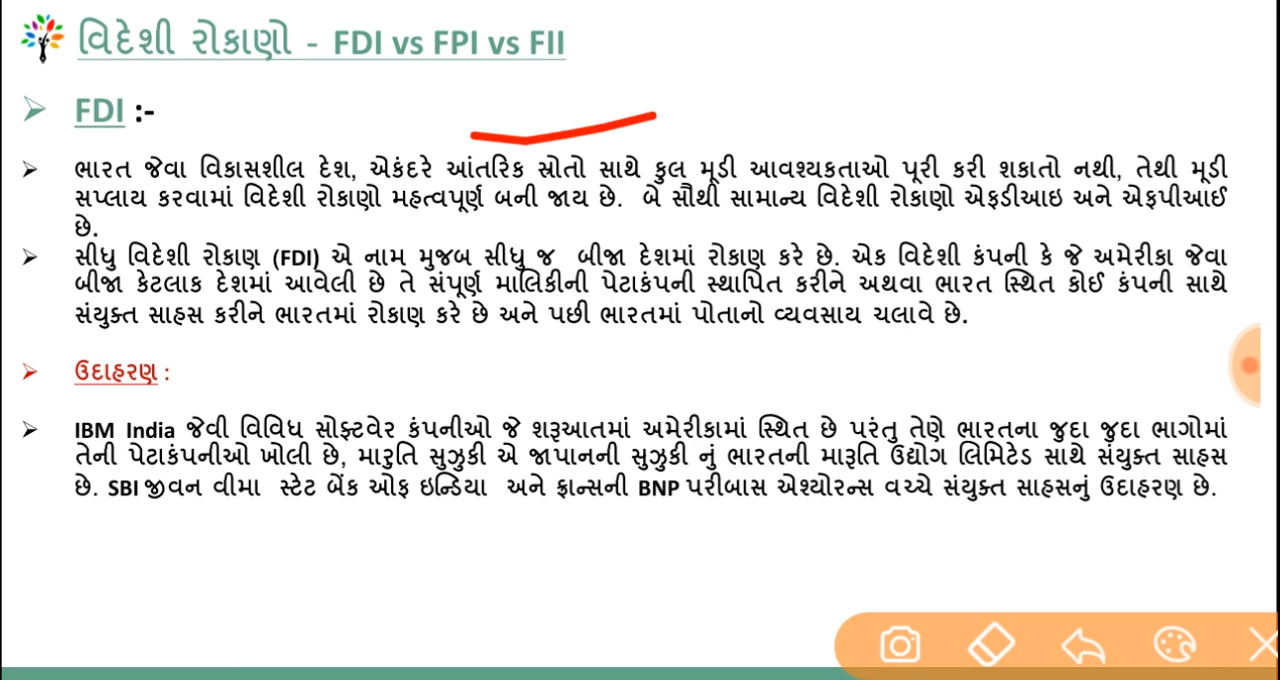 વિદેશી રોકાણો - FDI vs FPI vs FII
FDI :-
ભારત જેવા વિકાસશીલ દેશ, એકંદરે આંતરિક સ્રોતો સાથે કુલ મૂડી આવશ્યકતાઓ પૂરી કરી શકાતો નથી, તેથી મૂડી
સપ્લાય કરવામાં વિદેશી રોકાણો મહત્વપૂર્ણ બની જાય છે. બે સૌથી સામાન્ય વિદેશી રોકાણો એફડીઆઇ અને એફપીઆઈ
છે.
સીધુ વિદેશી રોકાણ (FDI) એ નામ મુજબ સીધુ જ બીજા દેશમાં રોકાણ કરે છે. એક વિદેશી કંપની કે જે અમેરીકા જેવા
બીજા કેટલાક દેશમાં આવેલી છે તે સંપૂર્ણ માલિકીની પેટાકંપની સ્થાપિત કરીને અથવા ભારત સ્થિત કોઈ કંપની સાથે
સંયુક્ત સાહસ કરીને ભારતમાં રોકાણ કરે છે અને પછી ભારતમાં પોતાનો વ્યવસાય ચલાવે છે.
ઉદાહરણ :
IBM India જેવી વિવિધ સોફ્ટવેર કંપનીઓ જે શરૂઆતમાં અમેરીકામાં સ્થિત છે પરંતુ તેણે ભારતના જુદા જુદા ભાગોમાં
તેની પેટાકંપનીઓ ખોલી છે, મારુતિ સુઝુકી એ જાપાનની સુઝુકી નું ભારતની મારૂતિ ઉદ્યોગ લિમિટેડ સાથે સંયુક્ત સાહસ
છે. SBI જીવન વીમા સ્ટેટ બેંક ઓફ ઇન્ડિયા અને ફ્રાન્સની BNP પરીબાસ એશ્યોરન્સ વચ્ચે સંયુક્ત સાહસનું ઉદાહરણ છે.